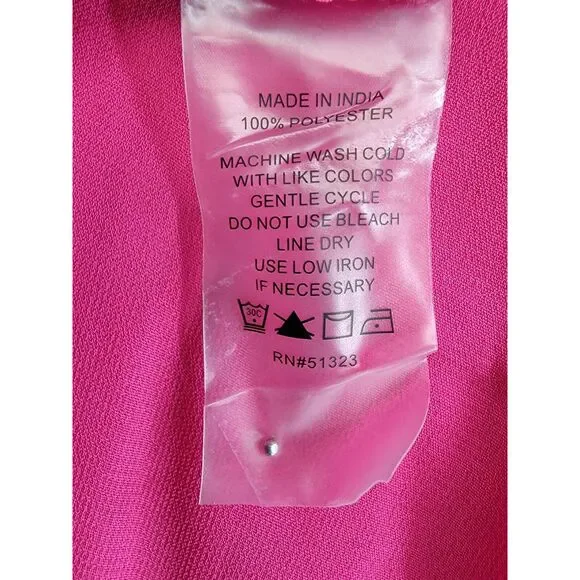 MADE IN INDIA
100% POLYESTER
MACHINE WASH COLD
WITH LIKE COLORS
GENTLE CYCLE
DO NOT USE BLEACH
LINE DRY
USE LOW IRON
IF NECESSARY
30C
RN#51323